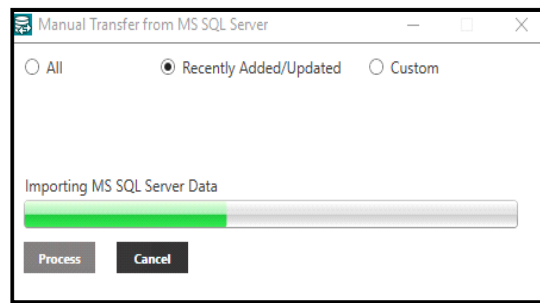 Manual Transfer from MS SQL Server
All Recently Added/Updated Custom
Importing MS SQL Server Data
Process Cancel